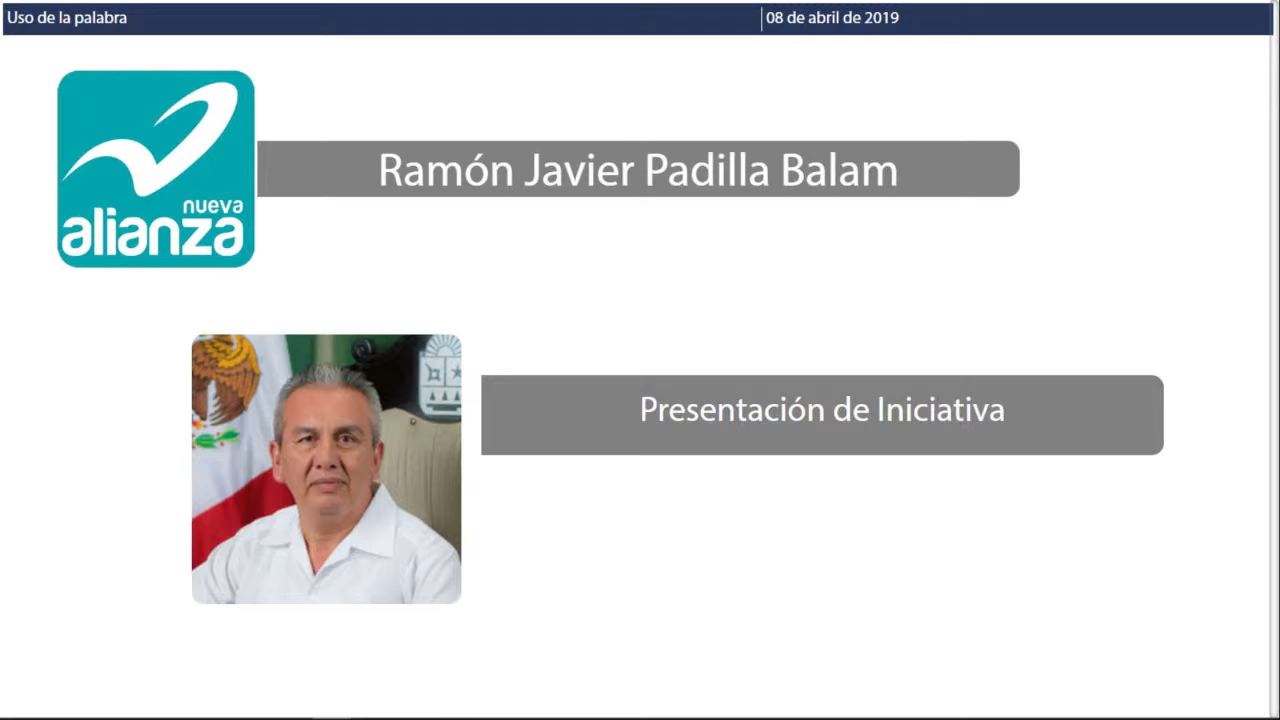 Uso de la palabra
08 de abril de 2019
nueva
alianza
Ramón Javier Padilla Balam
Presentación de Iniciativa